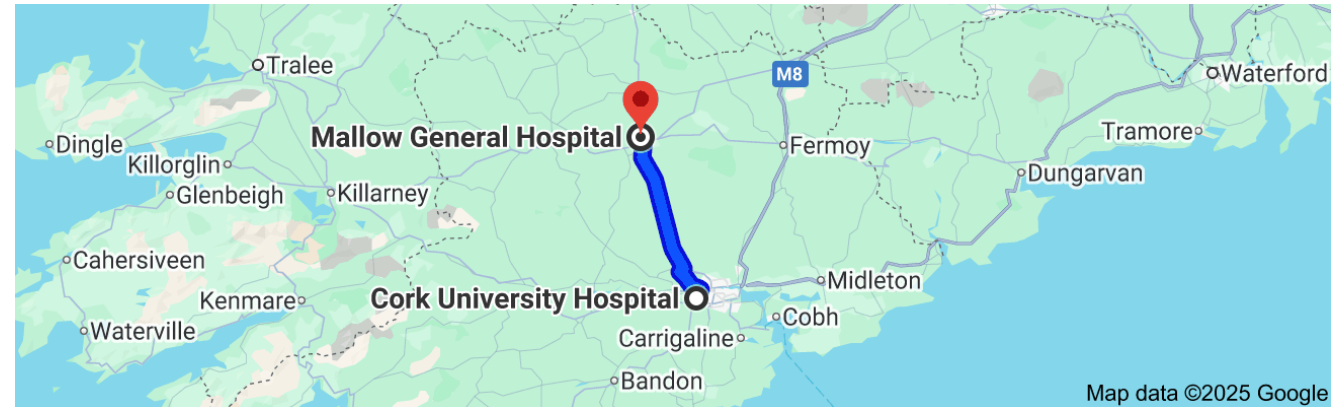 Tralee
M8
Waterford
Mallow General Hospital
Tramore
Dingle
Fermoy
Killorglin
Dungarvan
Glenbeigh
Killarney
Cahersiveen
Midleton
Kenmare
Cork University Hospital
Cobh
Waterville
Carrigaline
Bandon
Map data ©2025 Google